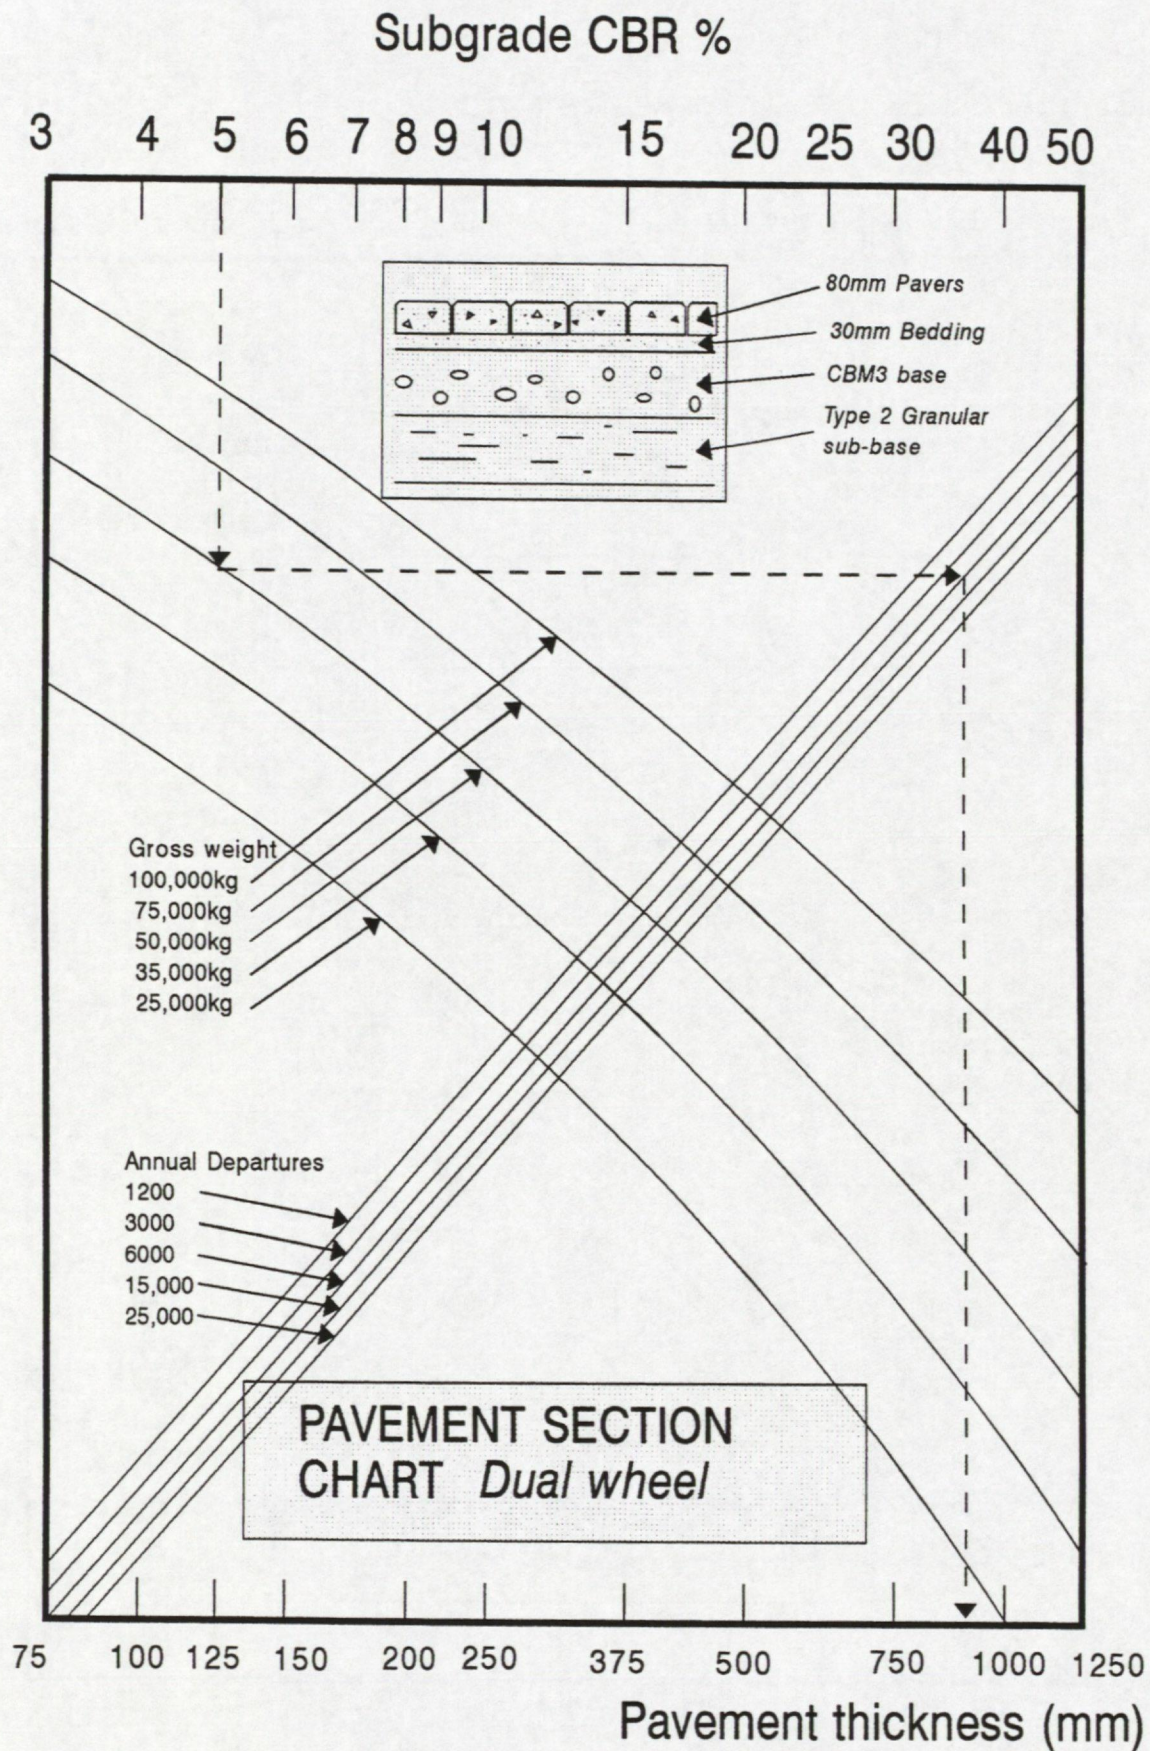 Subgrade CBR %
3 4 5 6 7 8 9 10 15 20 25 30 40 50
80mm Pavers
30mm Bedding
CBM3 base
Type 2 Granular
sub-base
Gross weight
100,000kg
75,000kg
50,000kg
35,000kg
25,000kg
Annual Departures
1200
3000
6000
15,000
25,000
PAVEMENT SECTION
CHART Dual wheel
75 100 125 150 200 250 375 500 750 1000 1250
Pavement thickness (mm)